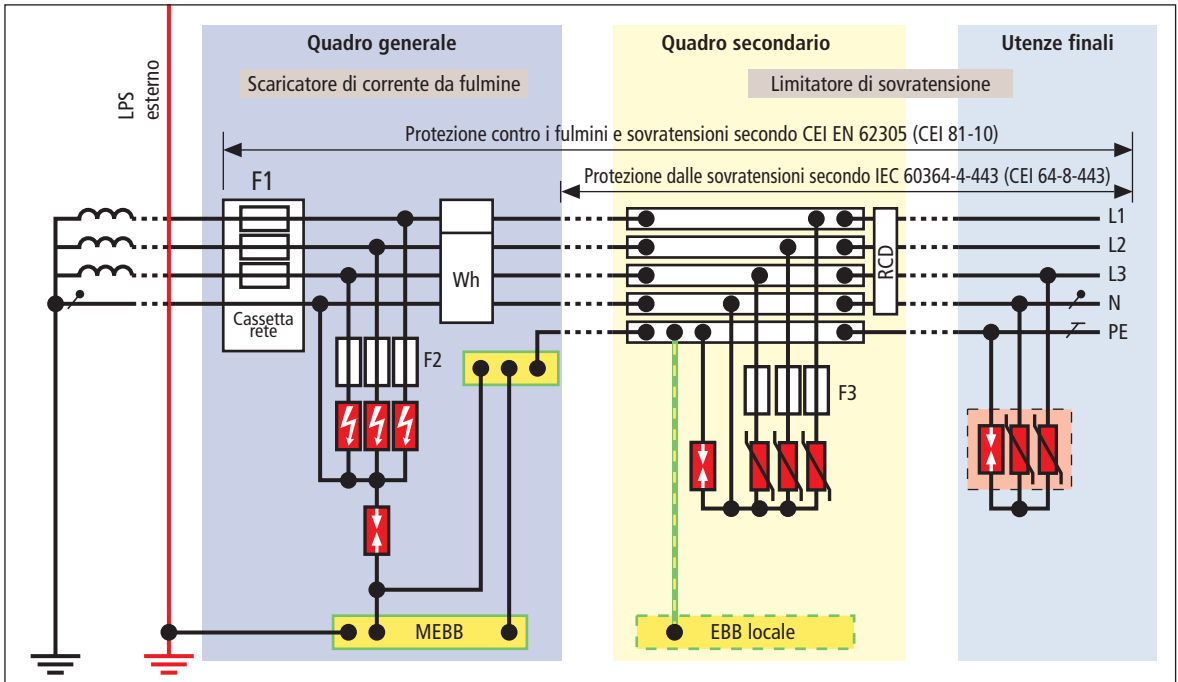 Quadro generale
Quadro secondario
Utenze finali
Scaricatore di corrente da fulmine
Limitatore di sovratensione
LPS
esterno
Protezione contro i fulmini e sovratensioni secondo CEI EN 62305 (CEI 81-10)
Protezione dalle sovratensioni secondo IEC 60364-4-443 (CEI 64-8-443)
F1
L1
L2
L3
N
PE
Wh
RCD
Cassetta
rete
F2
F3
MEBB
EBB locale